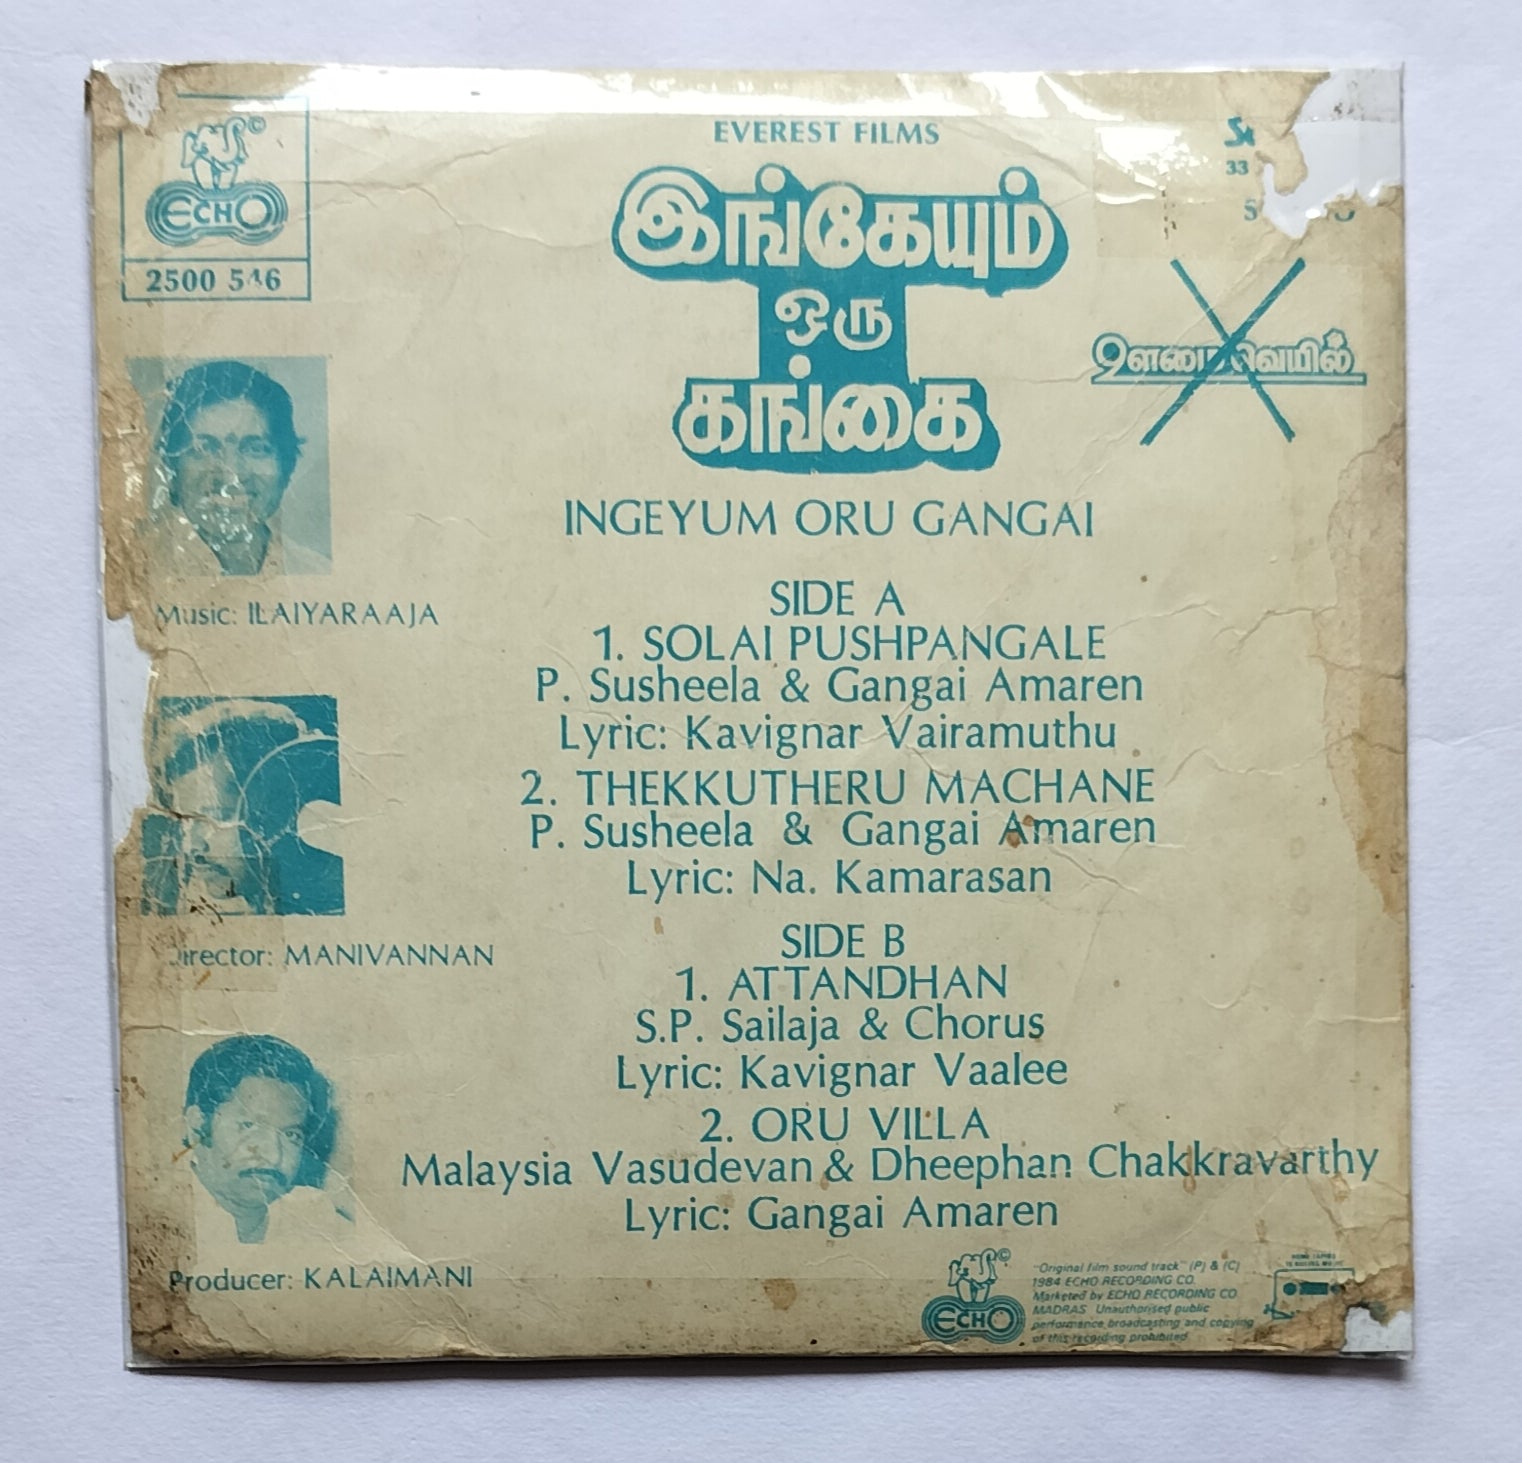 ECHO
2500 546
EVEREST FILMS
33
இங்கேயும்
ஒரு
கங்கை
INGEYUM ORU GANGAI
SIDE A
1. SOLAI PUSHPANGALE
P. Susheela & Gangai Amaren
Lyric: Kavignar Vairamuthu
2. THEKKUTHERU MACHANE
P. Susheela & Gangai Amaren
Lyric: Na. Kamarasan
SIDE B
1. ATTANDHAN
S.P. Sailaja & Chorus
Lyric: Kavignar Vaalee
2. ORU VILLA
Malaysia Vasudevan & Dheephan Chakkravarthy
Lyric: Gangai Amaren
Music: ILAIYARAAJA
Director: MANIVANNAN
Producer: KALAIMANI
ECHO
"Original film sound track" (P) & (C)
1984 ECHO RECORDING CO.
Marketed by ECHO RECORDING CO
MADRAS Unauthorised public
performance, broadcasting and copying
of this recording prohibited